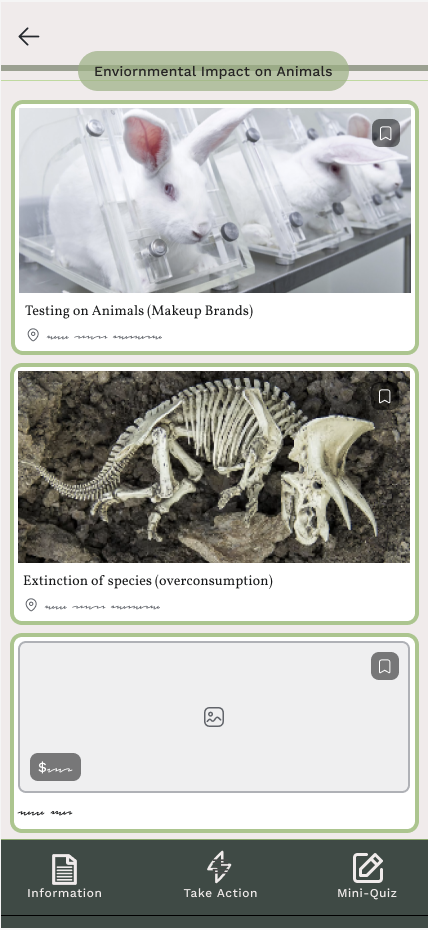 Enviornmental Impact on Animals
Testing on Animals (Makeup Brands)
Extinction of species (overconsumption)
$
Information
Take Action
Mini-Quiz